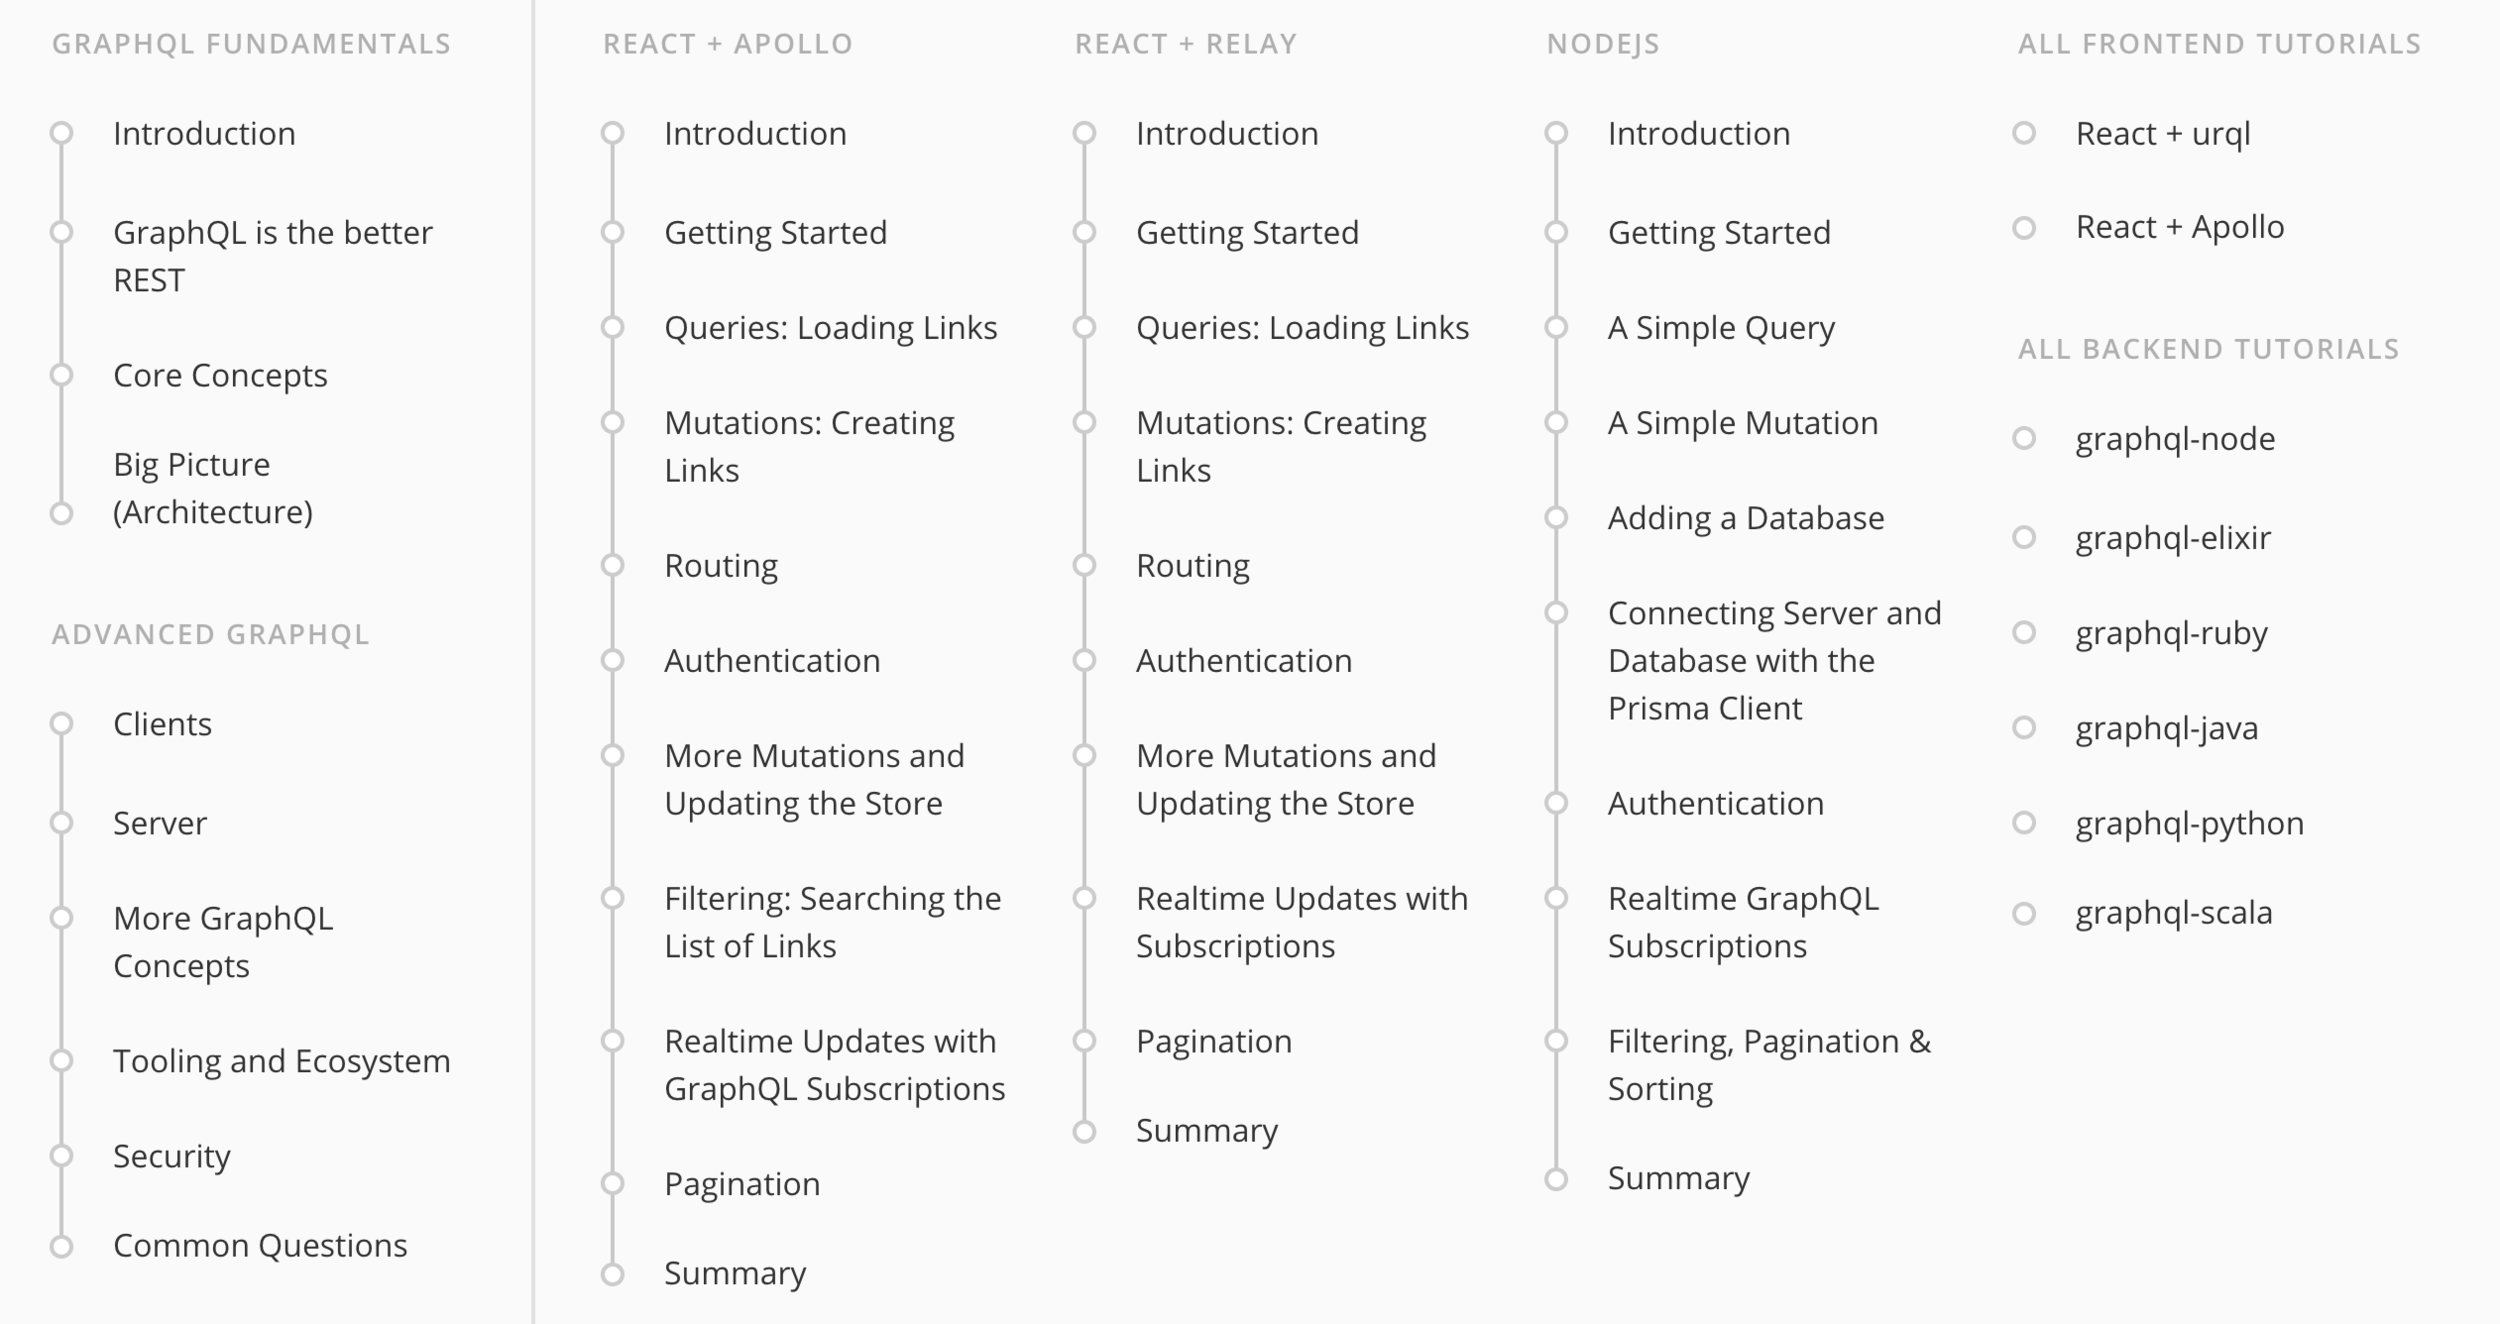 GRAPHQL FUNDAMENTALS
Introduction
GraphQL is the better
REST
Core Concepts
Big Picture
(Architecture)
ADVANCED GRAPHQL
Clients
Server
More GraphQL
Concepts
Tooling and Ecosystem
Security
Common Questions
REACT + APOLLO
Introduction
Getting Started
Queries: Loading Links
Mutations: Creating
Links
Routing
Authentication
More Mutations and
Updating the Store
Filtering: Searching the
List of Links
Realtime Updates with
GraphQL Subscriptions
Pagination
Summary
REACT + RELAY
Introduction
Getting Started
Queries: Loading Links
Mutations: Creating
Links
Routing
Authentication
More Mutations and
Updating the Store
Realtime Updates with
Subscriptions
Pagination
Summary
NODEJS
Introduction
Getting Started
A Simple Query
A Simple Mutation
Adding a Database
Connecting Server and
Database with the
Prisma Client
Authentication
Realtime GraphQL
Subscriptions
Filtering, Pagination &
Sorting
Summary
ALL FRONTEND TUTORIALS
React + urql
React + Apollo
ALL BACKEND TUTORIALS
graphql-node
graphql-elixir
graphql-ruby
graphql-java
graphql-python
graphql-scala